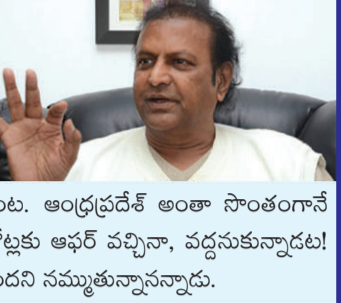 ంట. ఆంధ్రప్రదేశ్ అంతా సొంతంగానే
ోట్లకు ఆఫర్ వచ్చినా, వద్దనుకున్నాడట!
ందని నమ్ముతున్నానన్నాడు.